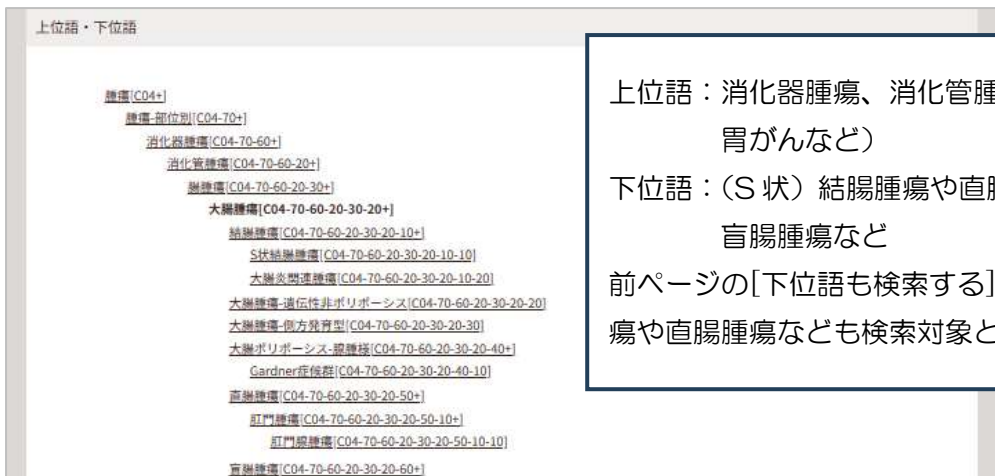 上位語・下位語
腫瘍[C04+]
腫瘍-部位別[C04-70+]
消化器腫瘍[C04-70-60+]
消化管腫瘍[C04-70-60-20+]
腸腫瘍[C04-70-60-20-30+]
大腸腫瘍[C04-70-60-20-30-20+]
結腸腫瘍[C04-70-60-20-30-20-10+]
S状結腸腫瘍[C04-70-60-20-30-20-10-10]
大腸炎関連腫瘍[C04-70-60-20-30-20-10-20]
大腸腫瘍-遺伝性非ポリポーシス[C04-70-60-20-30-20-20]
大腸腫瘍-側方発育型[C04-70-60-20-30-20-30]
大腸ポリポーシス-腺腫様[C04-70-60-20-30-20-40+]
Gardner症候群[C04-70-60-20-30-20-40-10]
直腸腫瘍[C04-70-60-20-30-20-50+]
肛門腫瘍[C04-70-60-20-30-20-50-10+]
肛門腺腫瘍[C04-70-60-20-30-20-50-10-10]
盲腸腫瘍[C04-70-60-20-30-20-60+]
上位語：消化器腫瘍、消化管腫
胃がんなど）
下位語：（S 状）結腸腫瘍や直腸
盲腸腫瘍など
前ページの[下位語も検索する]
瘍や直腸腫瘍なども検索対象と